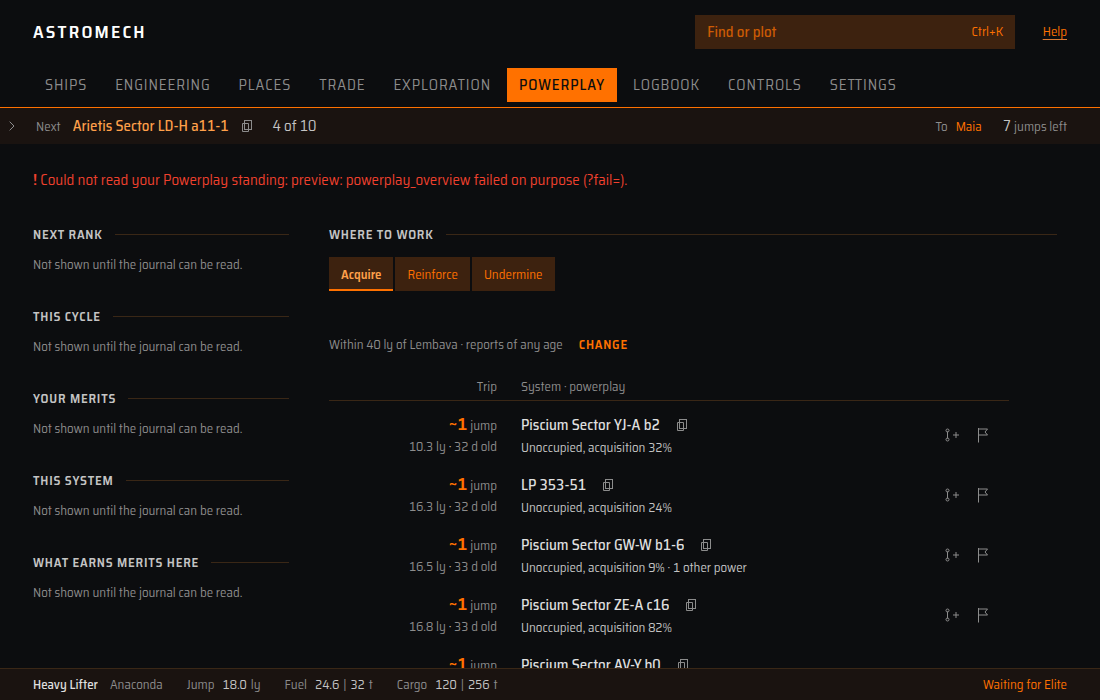 ASTROMECH
Find or plot Ctrl+K
Help
SHIPS ENGINEERING PLACES TRADE EXPLORATION POWERPLAY LOGBOOK CONTROLS SETTINGS
Next Arietis Sector LD-H a11-1 4 of 10
To Maia 7 jumps left
! Could not read your Powerplay standing: preview: powerplay_overview failed on purpose (?fail=).
NEXT RANK
Not shown until the journal can be read.
THIS CYCLE
Not shown until the journal can be read.
YOUR MERITS
Not shown until the journal can be read.
THIS SYSTEM
Not shown until the journal can be read.
WHAT EARNS MERITS HERE
Not shown until the journal can be read.
WHERE TO WORK
Acquire Reinforce Undermine
Within 40 ly of Lembava · reports of any age CHANGE
Trip System · powerplay
~1 jump Piscium Sector YJ-A b2
10.3 ly · 32 d old Unoccupied, acquisition 32%
~1 jump LP 353-51
16.3 ly · 32 d old Unoccupied, acquisition 24%
~1 jump Piscium Sector GW-W b1-6
16.5 ly · 33 d old Unoccupied, acquisition 9% · 1 other power
~1 jump Piscium Sector ZE-A c16
16.8 ly · 33 d old Unoccupied, acquisition 82%
~1 jump Piscium Sector AV-Y b0
Heavy Lifter Anaconda Jump 18.0 ly Fuel 24.6 | 32 t Cargo 120 | 256 t
Waiting for Elite